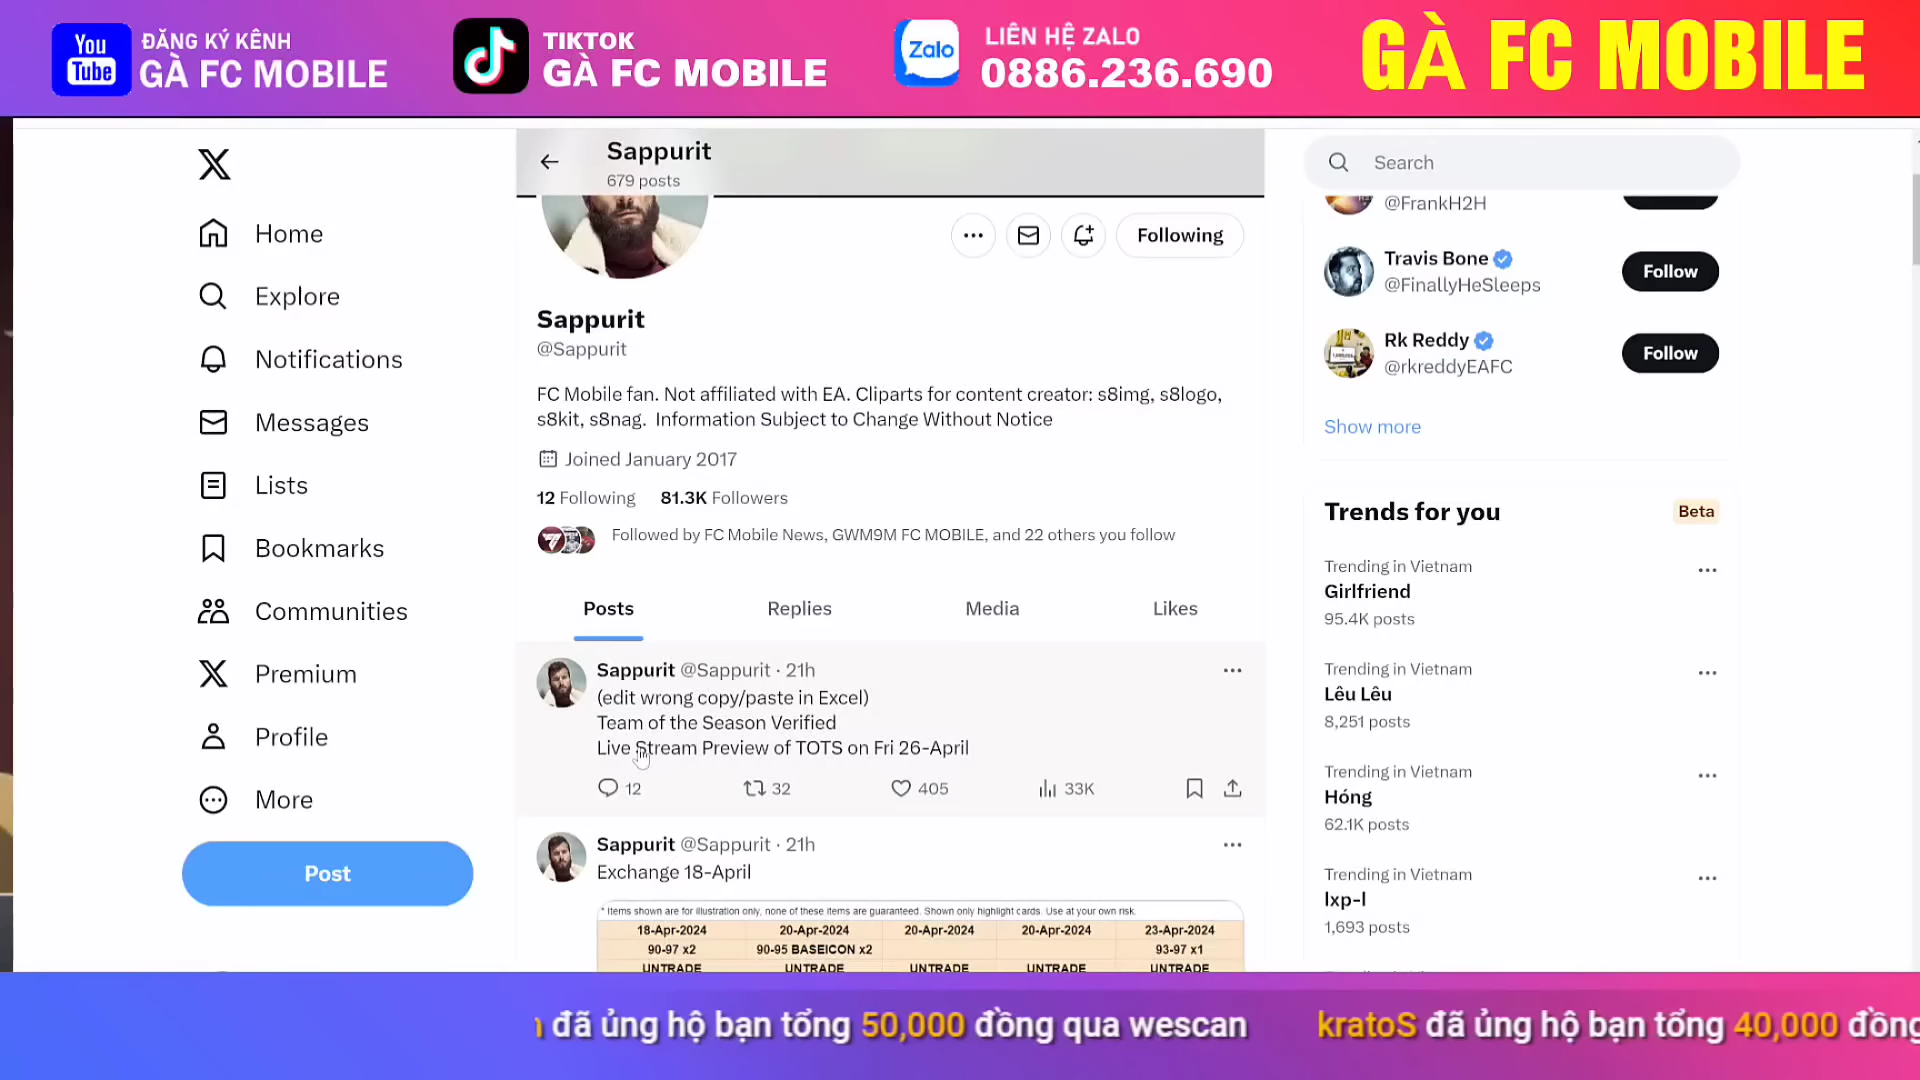 You
Tube
ĐĂNG KÝ KÊNH
GÀ FC MOBILE
TIKTOK
GÀ FC MOBILE
Zalo
LIÊN HỆ ZALO
0886.236.690
GÀ FC MOBILE
Home
Explore
Notifications
Messages
Lists
Bookmarks
Communities
Premium
Profile
More
Post
Sappurit
679 posts
Following
Sappurit
@Sappurit
FC Mobile fan. Not affiliated with EA. Cliparts for content creator: s8img, s8logo,
s8kit, s8nag. Information Subject to Change Without Notice
Joined January 2017
12 Following 81.3K Followers
Followed by FC Mobile News, GWM9M FC MOBILE, and 22 others you follow
Posts Replies Media Likes
Sappurit @Sappurit · 21h
(edit wrong copy/paste in Excel)
Team of the Season Verified
Live Stream Preview of TOTS on Fri 26-April
12 32 405 33K
Sappurit @Sappurit · 21h
Exchange 18-April
* Items shown are for illustration only, none of these items are guaranteed. Shown only highlight cards. Use at your own risk.
18-Apr-2024 20-Apr-2024 20-Apr-2024 20-Apr-2024 23-Apr-2024
90-97 x2 90-95 BASEICON x2 93-97 x1
UNTRADE UNTRADE UNTRADE UNTRADE UNTRADE
Search
@FrankH2H
Travis Bone
@FinallyHeSleeps
Follow
Rk Reddy
@rkreddyEAFC
Follow
Show more
Trends for you Beta
Trending in Vietnam
Girlfriend
95.4K posts
Trending in Vietnam
Lêu Lêu
8,251 posts
Trending in Vietnam
Hóng
62.1K posts
Trending in Vietnam
lxp-l
1,693 posts
đã ủng hộ bạn tổng 50,000 đồng qua wescan kratoS đã ủng hộ bạn tổng 40,000 đồng